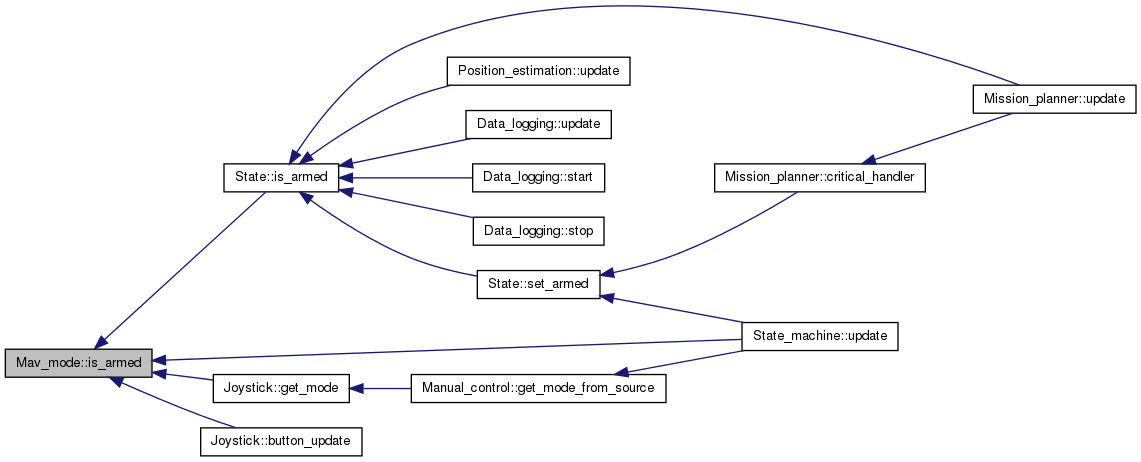 Position_estimation::update
Mission_planner::update
Data_logging::update
State::is_armed
Data_logging::start
Mission_planner::critical_handler
Data_logging::stop
State::set_armed
State_machine::update
Mav_mode::is_armed
Joystick::get_mode
Manual_control::get_mode_from_source
Joystick::button_update